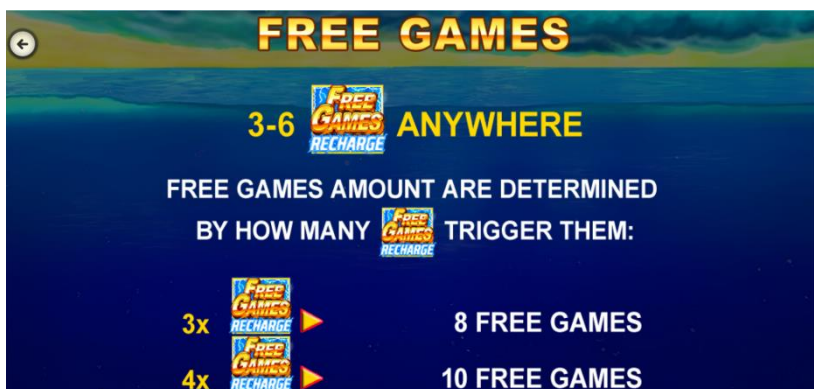 FREE GAMES
3-6 FREE GAMES RECHARGE ANYWHERE
FREE GAMES AMOUNT ARE DETERMINED
BY HOW MANY FREE GAMES RECHARGE TRIGGER THEM:
3x FREE GAMES RECHARGE 8 FREE GAMES
4x FREE GAMES RECHARGE 10 FREE GAMES